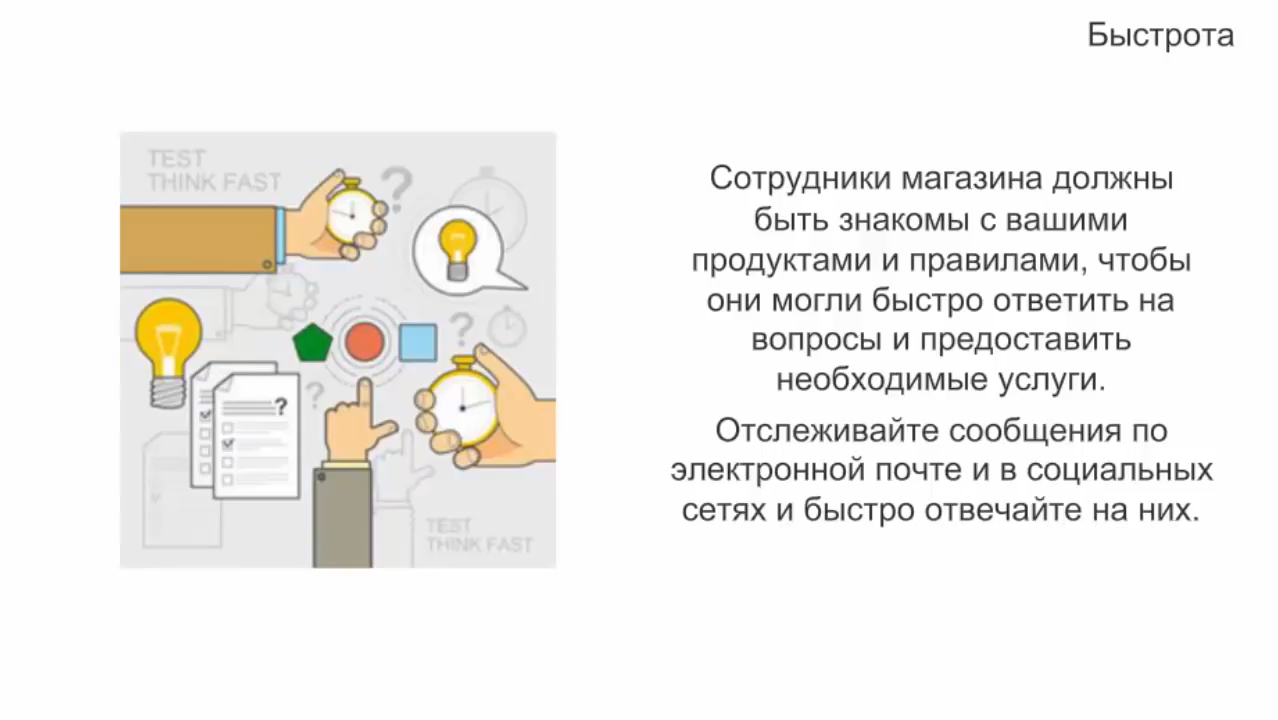 Быстрота
TEST
THINK FAST
?
?
?
?
TEST
THINK FAST
Сотрудники магазина должны
быть знакомы с вашими
продуктами и правилами, чтобы
они могли быстро ответить на
вопросы и предоставить
необходимые услуги.
Отслеживайте сообщения по
электронной почте и в социальных
сетях и быстро отвечайте на них.